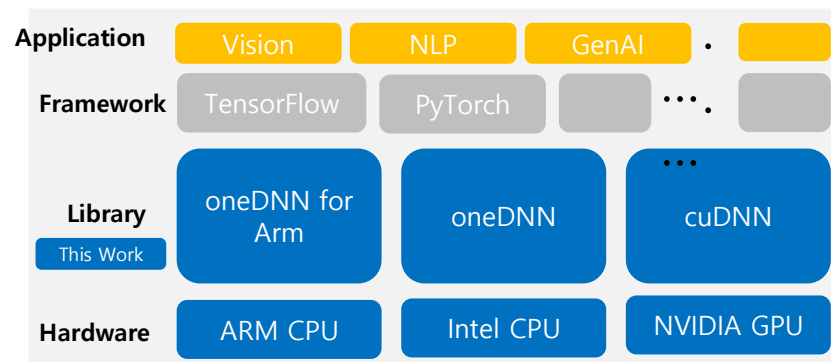 Application
Vision
NLP
GenAI
.
Framework
TensorFlow
PyTorch
….
…
Library
This Work
oneDNN for
Arm
oneDNN
cuDNN
Hardware
ARM CPU
Intel CPU
NVIDIA GPU